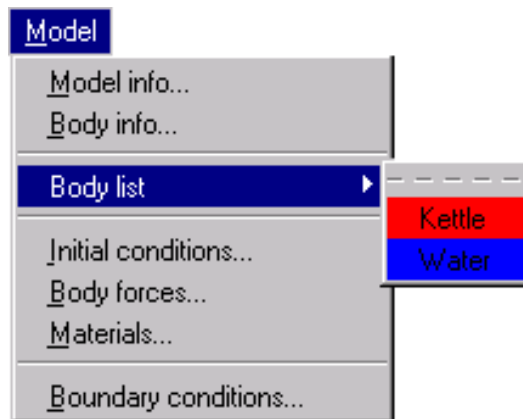 Model
Model info...
Body info...
Body list
Kettle
Water
Initial conditions...
Body forces...
Materials...
Boundary conditions...